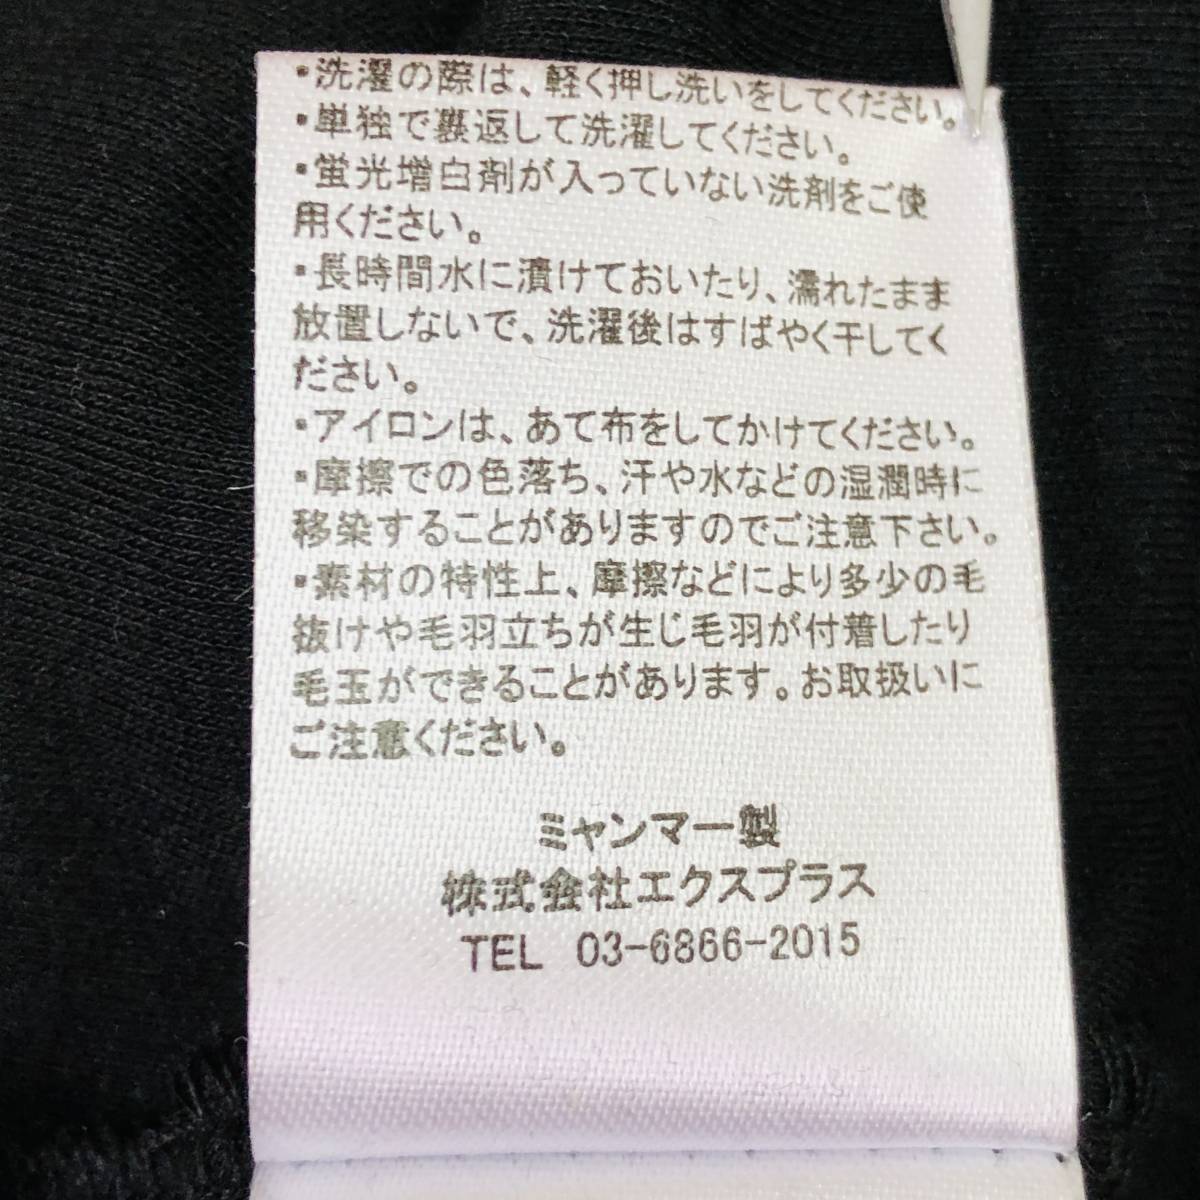 ・洗濯の際は、軽く押し洗いをしてください。
・単独で裏返して洗濯してください。
・蛍光増白剤が入っていない洗剤をご使
用ください。
・長時間水に漬けておいたり、濡れたまま
放置しないで、洗濯後はすばやく干してく
ださい。
・アイロンは、あて布をしてかけてください。
・摩擦での色落ち、汗や水などの湿潤時に
移染することがありますのでご注意下さい。
・素材の特性上、摩擦などにより多少の毛
抜けや毛羽立ちが生じ毛羽が付着したり
毛玉ができることがあります。お取扱いに
ご注意ください。
ミャンマー製
株式会社エクスプラス
TEL 03-6866-2015